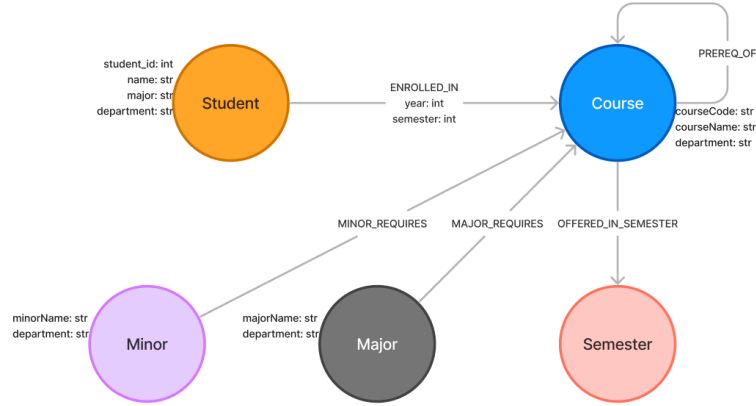 student_id: int
name: str
major: str
department: str
Student
ENROLLED_IN
year: int
semester: int
Course
PREREQ_OF
courseCode: str
courseName: str
department: str
MINOR_REQUIRES
MAJOR_REQUIRES
OFFERED_IN_SEMESTER
minorName: str
department: str
Minor
majorName: str
department: str
Major
Semester